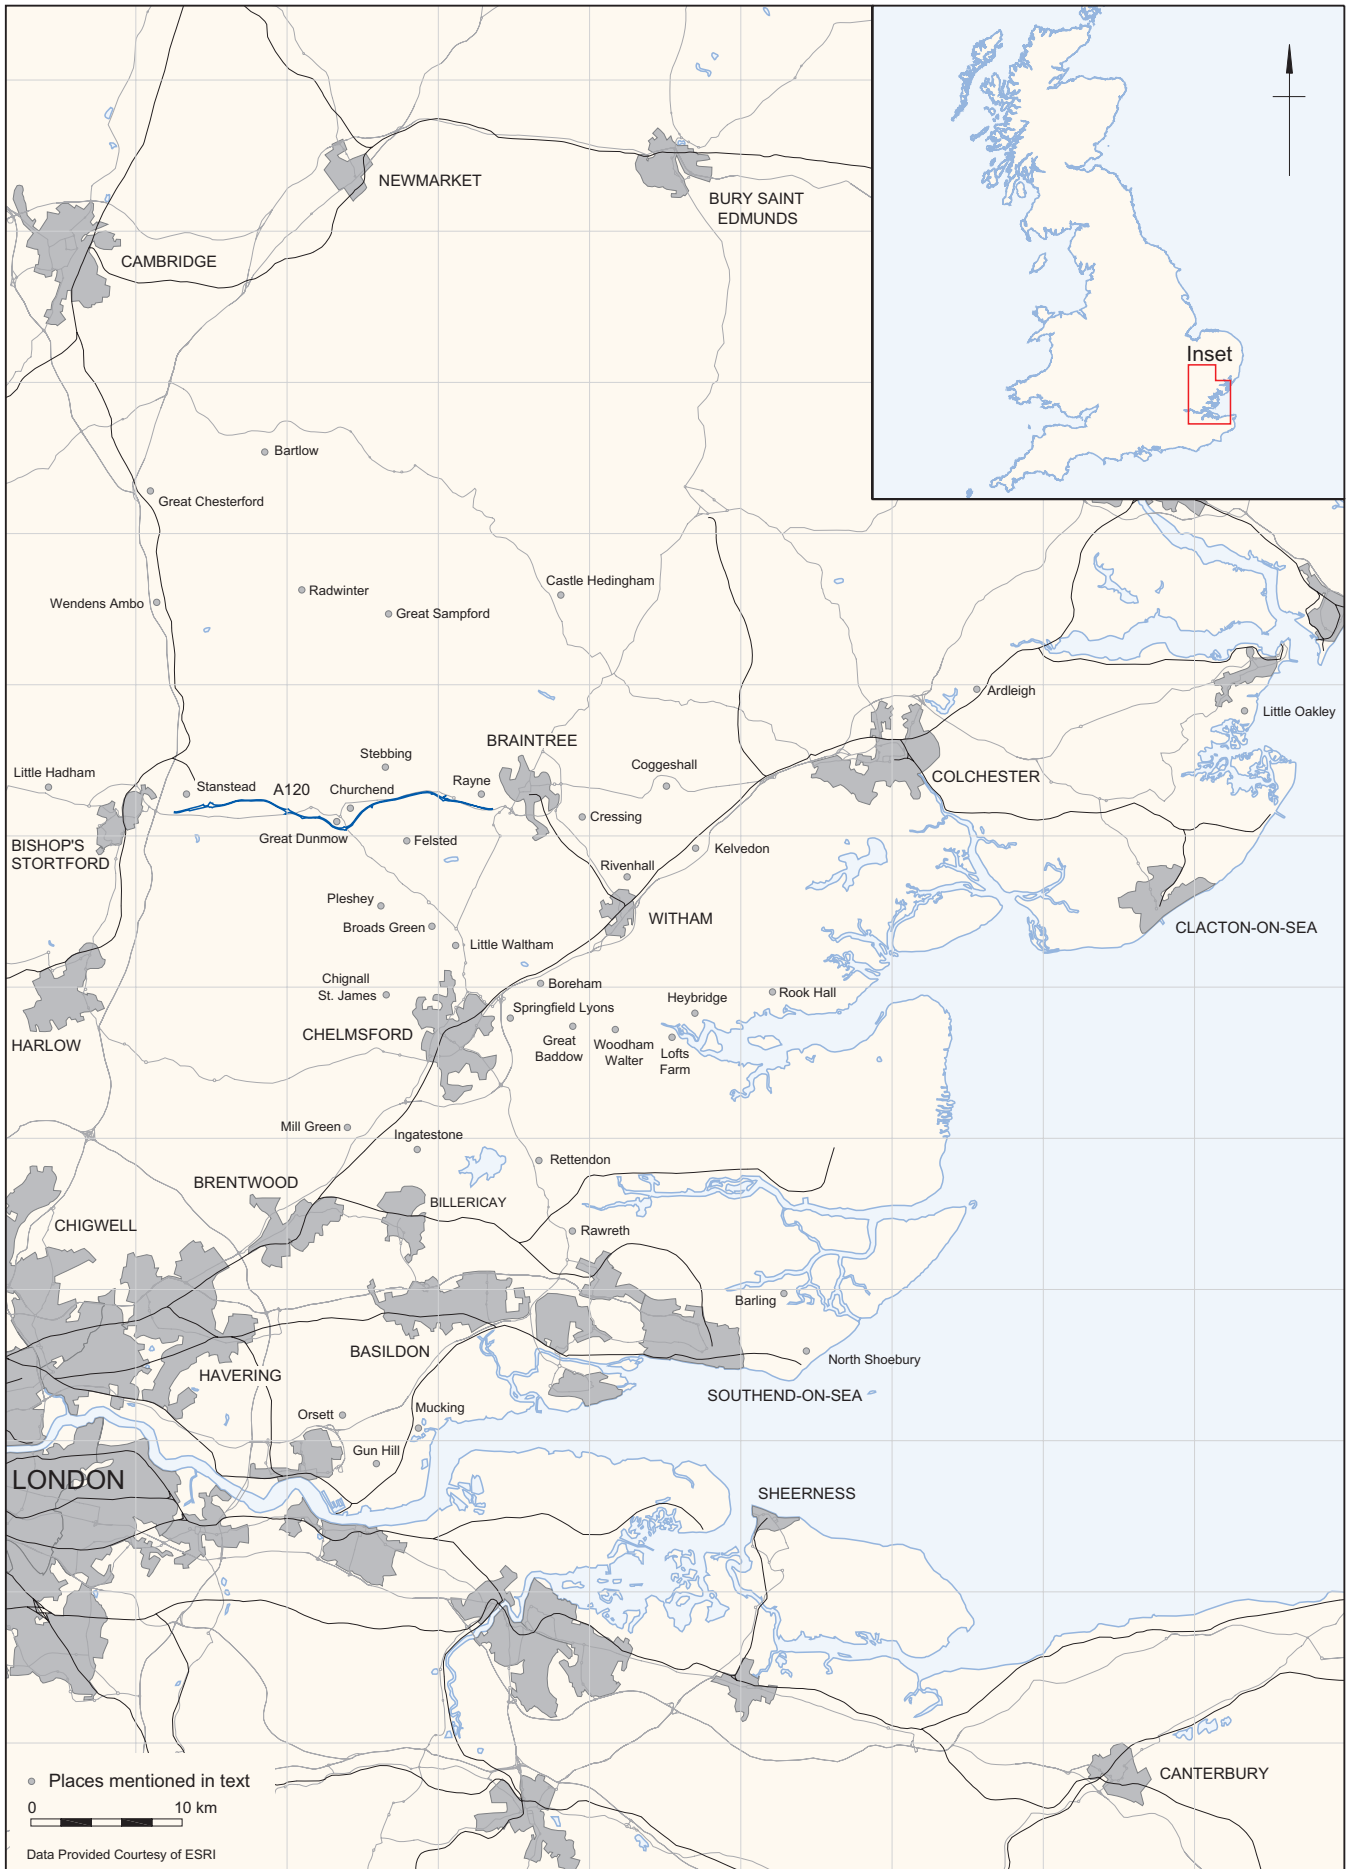 NEWMARKET
BURY SAINT
EDMUNDS
CAMBRIDGE
Inset
Bartlow
Great Chesterford
Castle Hedingham
Radwinter
Wendens Ambo
Great Sampford
Ardleigh
Little Oakley
BRAINTREE
Stebbing
Coggeshall
Little Hadham
COLCHESTER
Stanstead
A120
Churchend
Rayne
Cressing
Great Dunmow
Felsted
BISHOP'S
STORTFORD
Kelvedon
Rivenhall
Pleshey
WITHAM
Broads Green
CLACTON-ON-SEA
Little Waltham
Chignall
St. James
Boreham
Rook Hall
Heybridge
Springfield Lyons
CHELMSFORD
HARLOW
Great
Baddow
Woodham
Walter
Lofts
Farm
Mill Green
Ingatestone
Rettendon
BRENTWOOD
BILLERICAY
CHIGWELL
Rawreth
Barling
BASILDON
North Shoebury
HAVERING
SOUTHEND-ON-SEA
Orsett
Mucking
Gun Hill
LONDON
SHEERNESS
CANTERBURY
Places mentioned in text
0 10 km
Data Provided Courtesy of ESRI